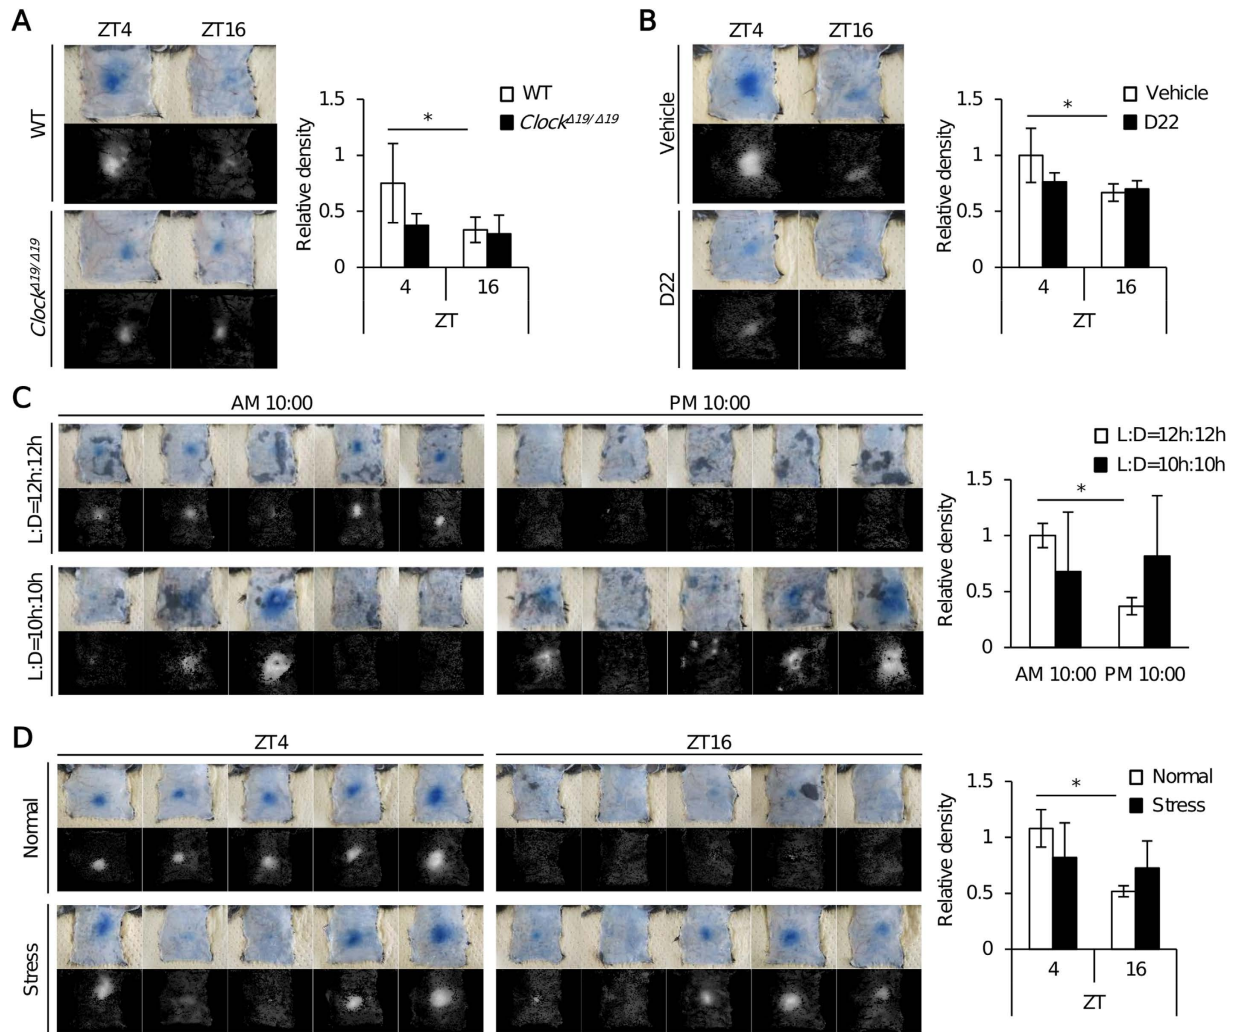 A
ZT4 ZT16
WT
Clock^Δ19/Δ19
WT
Clock^Δ19/Δ19
*
1.5
1
0.5
0
Relative density
4 16
ZT
B
ZT4 ZT16
Vehicle
D22
Vehicle
D22
*
1.5
1
0.5
0
Relative density
4 16
ZT
C
AM 10:00 PM 10:00
L:D=12h:12h
L:D=10h:10h
L:D=12h:12h
L:D=10h:10h
*
1.5
1
0.5
0
Relative density
AM 10:00 PM 10:00
D
ZT4 ZT16
Normal
Stress
Normal
Stress
*
1.5
1
0.5
0
Relative density
4 16
ZT